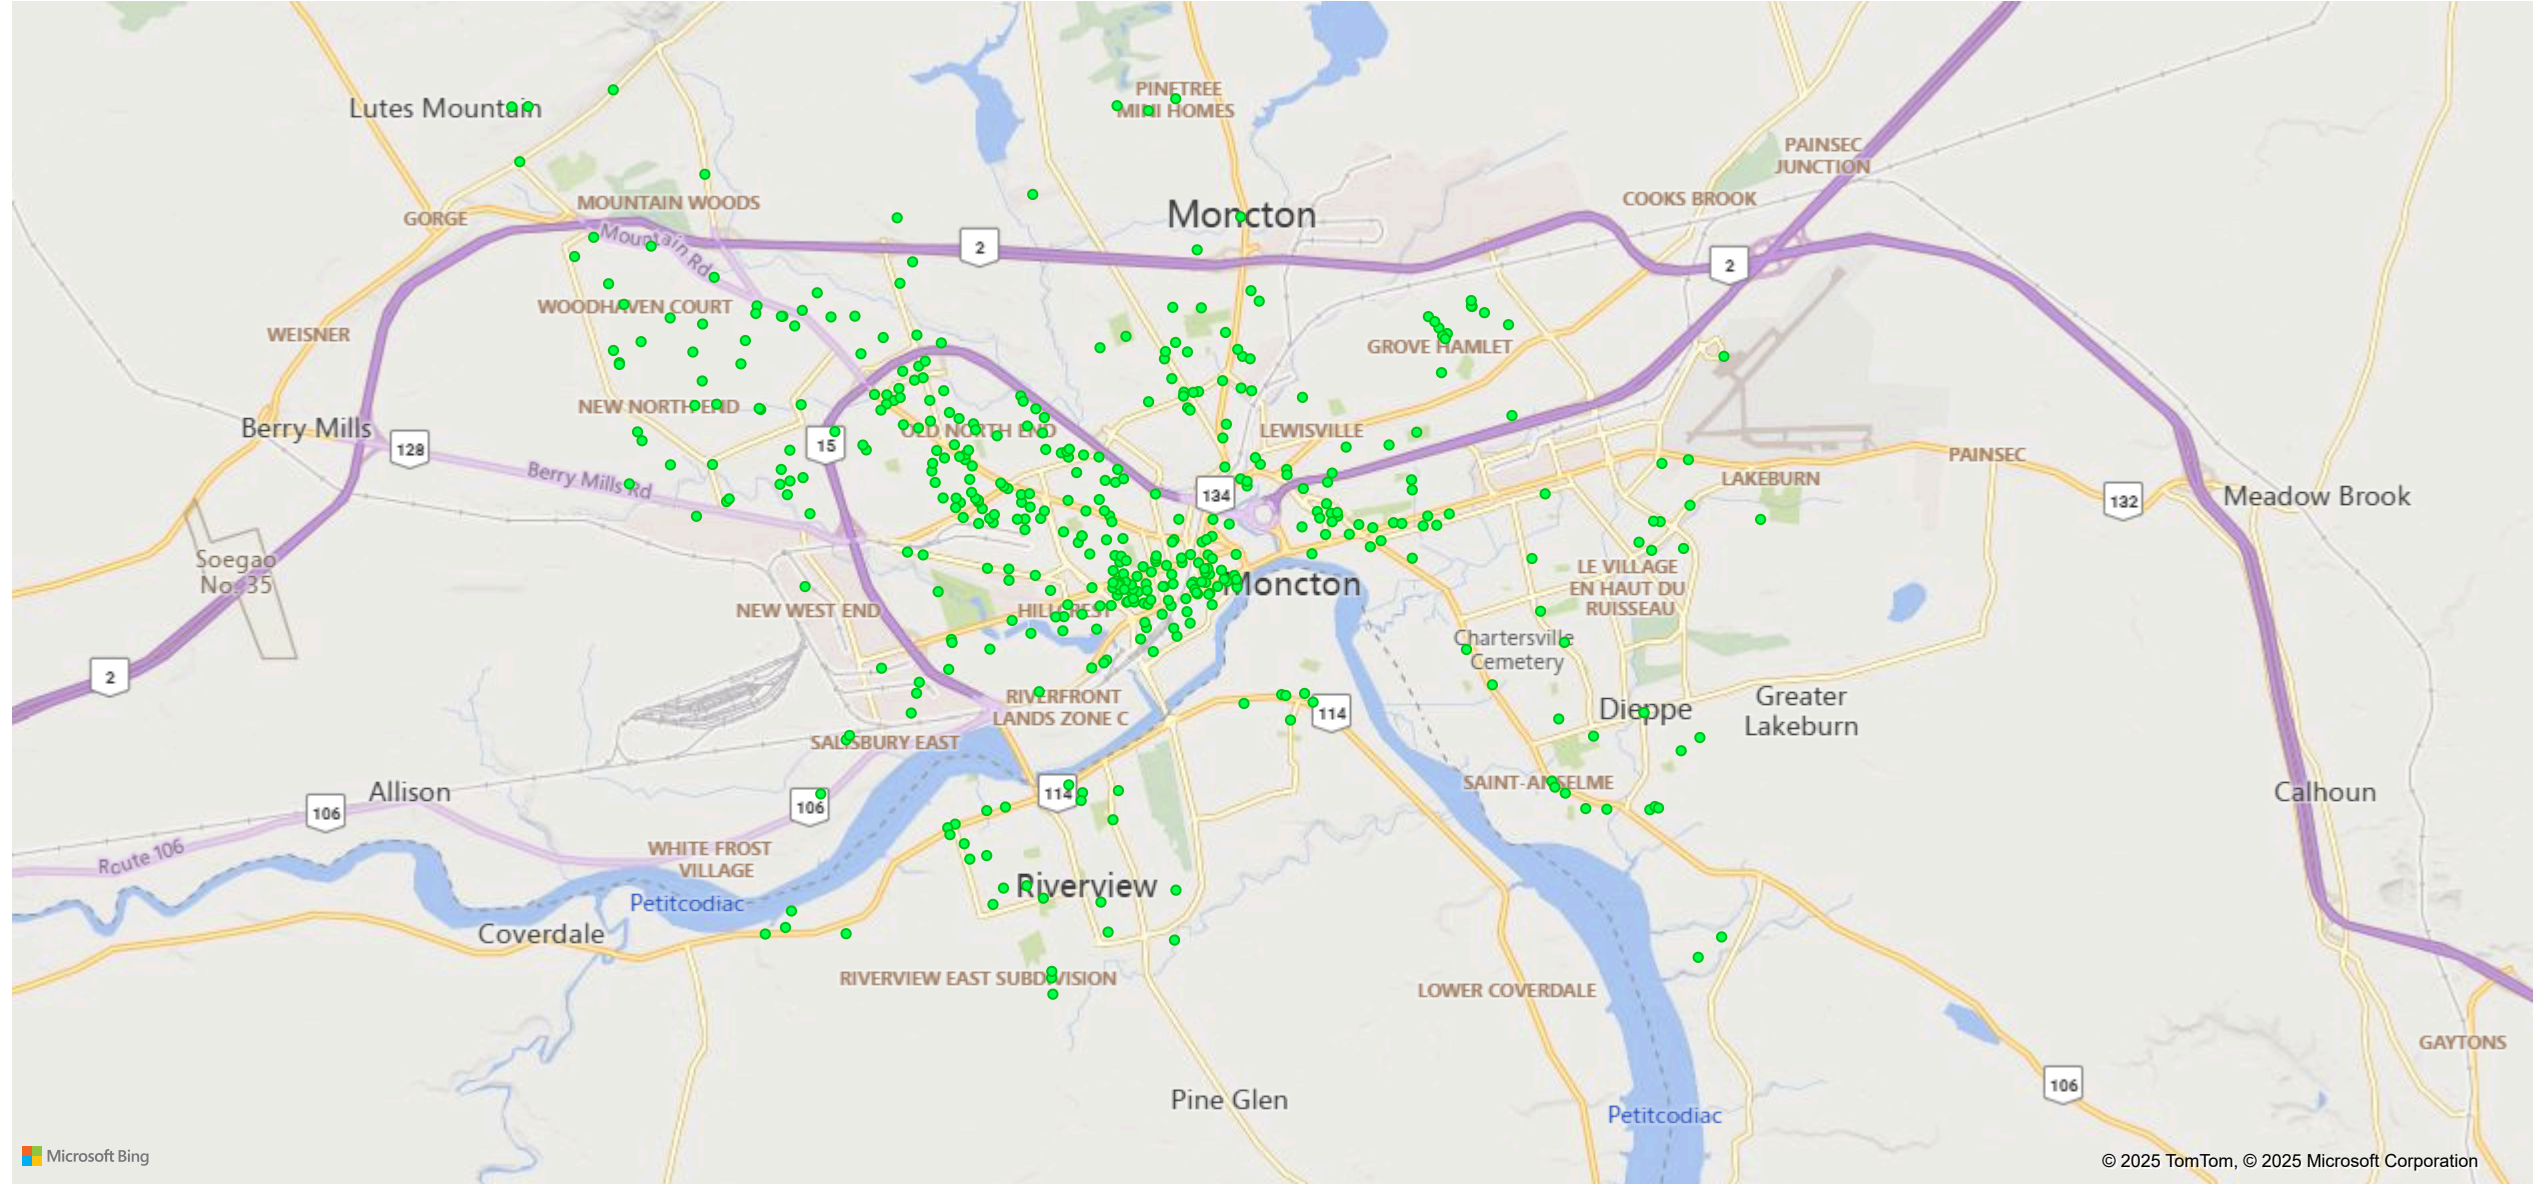 PINETREE
MINI HOMES
Lutes Mountain
PAINSEC
JUNCTION
MOUNTAIN WOODS
COOKS BROOK
GORGE
Moncton
Mountain Rd
2
2
WOODHAVEN COURT
WEISNER
GROVE HAMLET
NEW NORTH END
Berry Mills
OLD NORTH END
LEWISVILLE
128
15
PAINSEC
Berry Mills Rd
LAKEBURN
134
132
Meadow Brook
Soegao
No. 35
LE VILLAGE
EN HAUT DU
RUISSEAU
Moncton
NEW WEST END
HILLCREST
Chartersville
Cemetery
2
RIVERFRONT
LANDS ZONE C
114
Dieppe
Greater
Lakeburn
SALISBURY EAST
SAINT-ANSELME
Allison
114
Calhoun
106
106
Route 106
WHITE FROST
VILLAGE
Riverview
Petitcodiac
Coverdale
RIVERVIEW EAST SUBDIVISION
LOWER COVERDALE
GAYTONS
106
Pine Glen
Petitcodiac
Microsoft Bing
© 2025 TomTom, © 2025 Microsoft Corporation